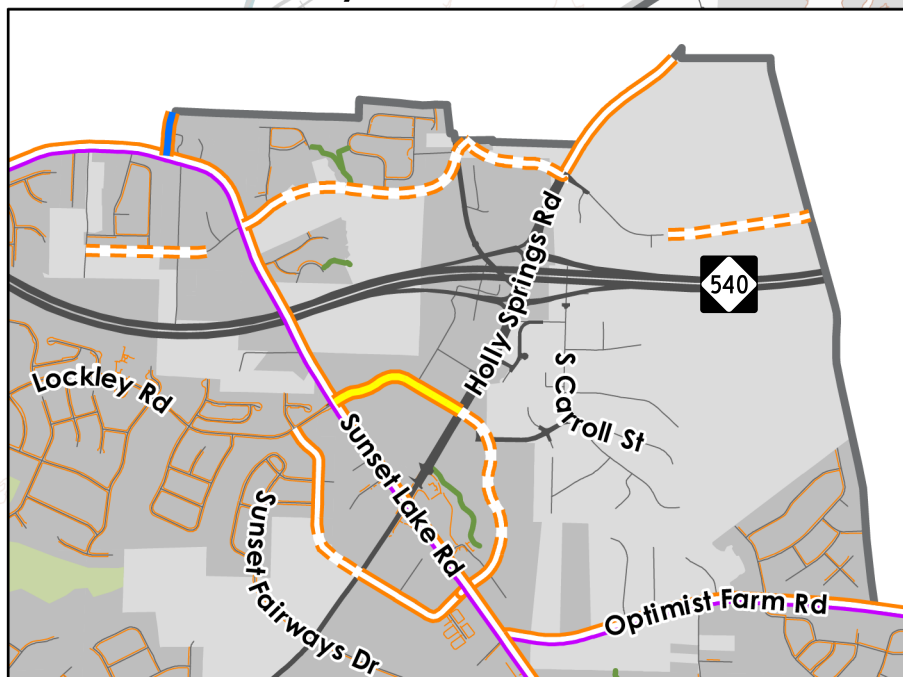 Holly Springs Rd
540
Lockley Rd
S Carroll St
Sunset Lake Rd
Sunset Fairways Dr
Optimist Farm Rd